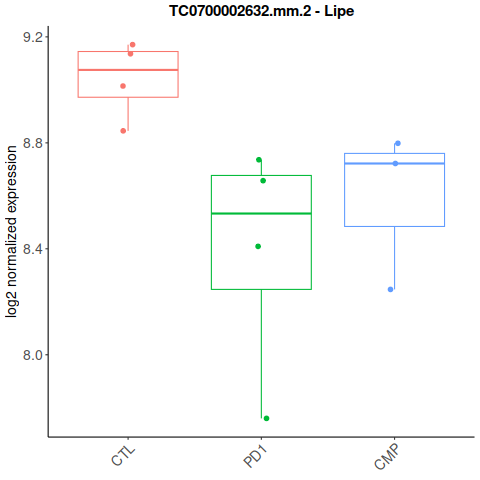 TC0700002632.mm.2 - Lipe
log2 normalized expression
9.2
8.8
8.4
8.0
CTL
PD1
CMP